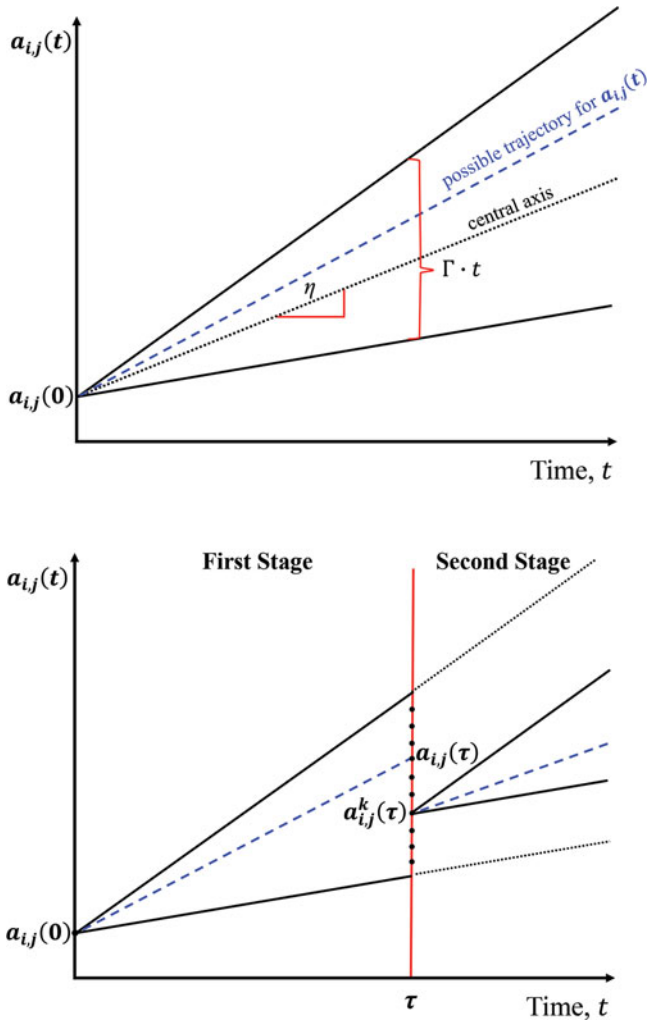 a_{i,j}(t)
possible trajectory for a_{i,j}(t)
central axis
η
Γ · t
a_{i,j}(0)
Time, t
First Stage
Second Stage
a_{i,j}(t)
a_{i,j}(τ)
a^k_{i,j}(τ)
a_{i,j}(0)
τ
Time, t